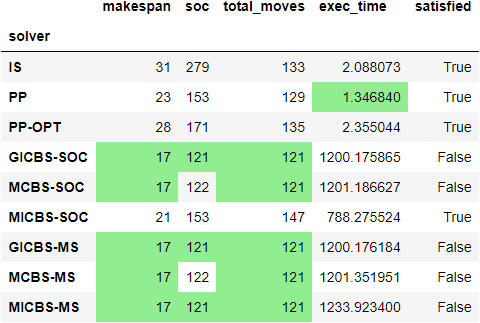 makespan soc total_moves exec_time satisfied
solver
IS 31 279 133 2.088073 True
PP 23 153 129 1.346840 True
PP-OPT 28 171 135 2.355044 True
GICBS-SOC 17 121 121 1200.175865 False
MCBS-SOC 17 122 121 1201.186627 False
MICBS-SOC 21 153 147 788.275524 True
GICBS-MS 17 121 121 1200.176184 False
MCBS-MS 17 122 121 1201.351951 False
MICBS-MS 17 121 121 1233.923400 False